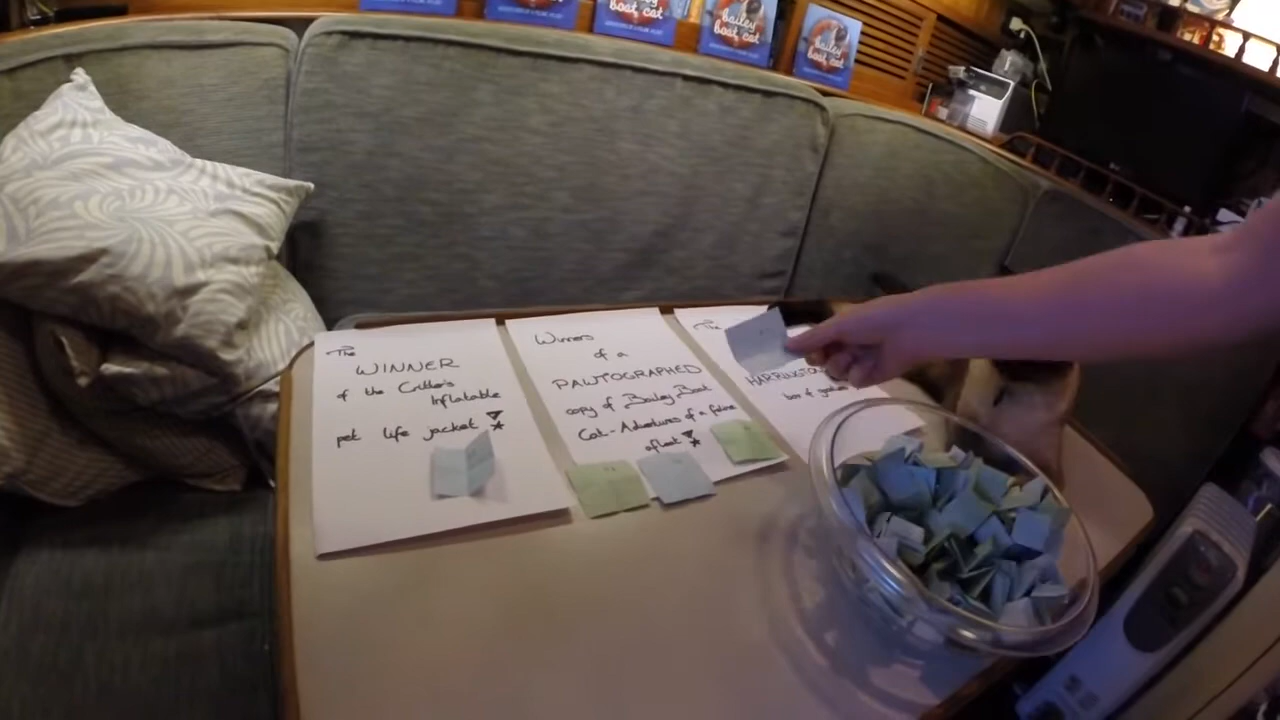 bailey
boat cat
bailey
boat cat
bailey
boat cat
The
WINNER
of the Critter's
Inflatable
pet life jacket
Winners
of a
PAWTOGRAPHED
copy of Bailey Boat
Cat - Adventures of a feline
afloat
The